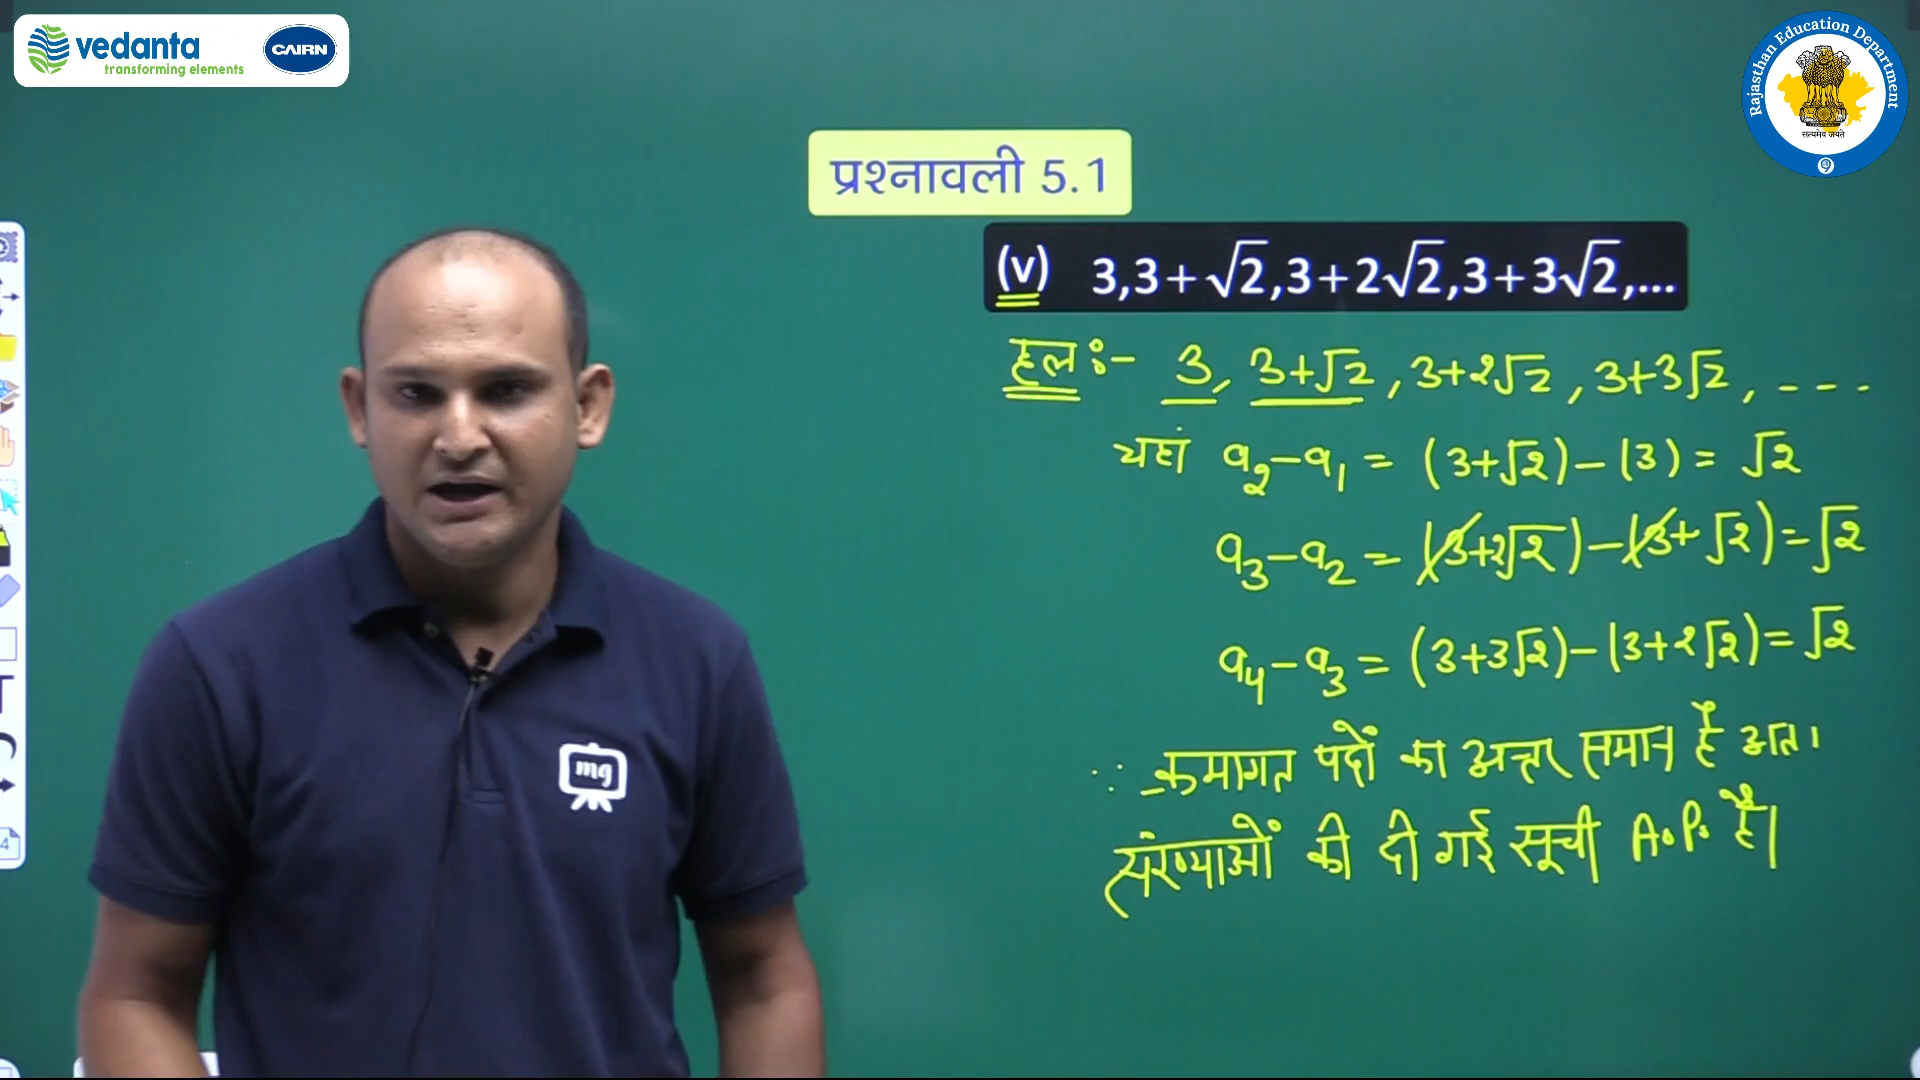 vedanta
transforming elements
CAIRN
Rajasthan Education Department
सत्यमेव जयते
प्रश्नावली 5.1
(v) 3,3+√2,3+2√2,3+3√2,...
हल :- 3, 3+√2, 3+2√2, 3+3√2, ----
यहां a₂-a₁ = (3+√2)-(3) = √2
a₃-a₂ = (3+2√2)-(3+√2)=√2
a₄-a₃ = (3+3√2)-(3+2√2)=√2
∵ क्रमागत पदों का अन्तर समान है अतः
संख्याओं की दी गई सूची A.P. है।
mg